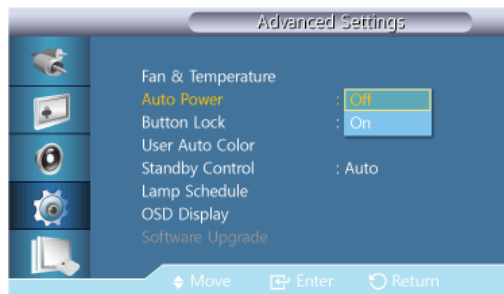 Advanced Settings
Fan & Temperature
Auto Power : Off
Button Lock : On
User Auto Color
Standby Control : Auto
Lamp Schedule
OSD Display
Software Upgrade
Move Enter Return